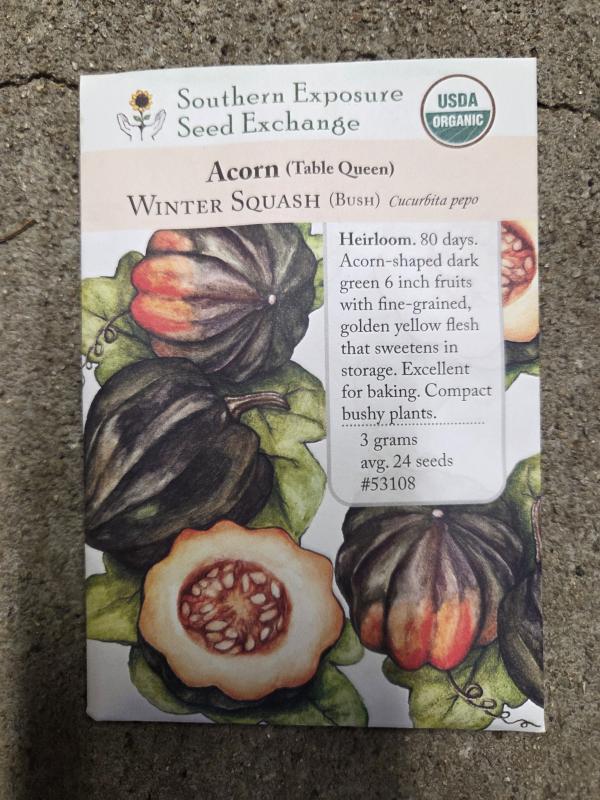 Southern Exposure
Seed Exchange
USDA
ORGANIC
Acorn (Table Queen)
Winter Squash (Bush) Cucurbita pepo
Heirloom. 80 days.
Acorn-shaped dark
green 6 inch fruits
with fine-grained,
golden yellow flesh
that sweetens in
storage. Excellent
for baking. Compact
bushy plants.
3 grams
avg. 24 seeds
#53108